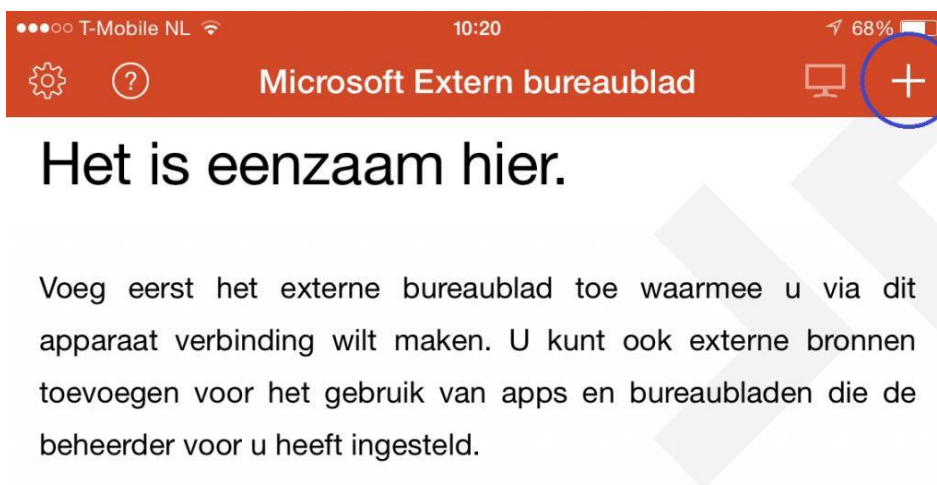 T-Mobile NL 10:20 68%
? Microsoft Extern bureaublad +
Het is eenzaam hier.
Voeg eerst het externe bureaublad toe waarmee u via dit
apparaat verbinding wilt maken. U kunt ook externe bronnen
toevoegen voor het gebruik van apps en bureaubladen die de
beheerder voor u heeft ingesteld.